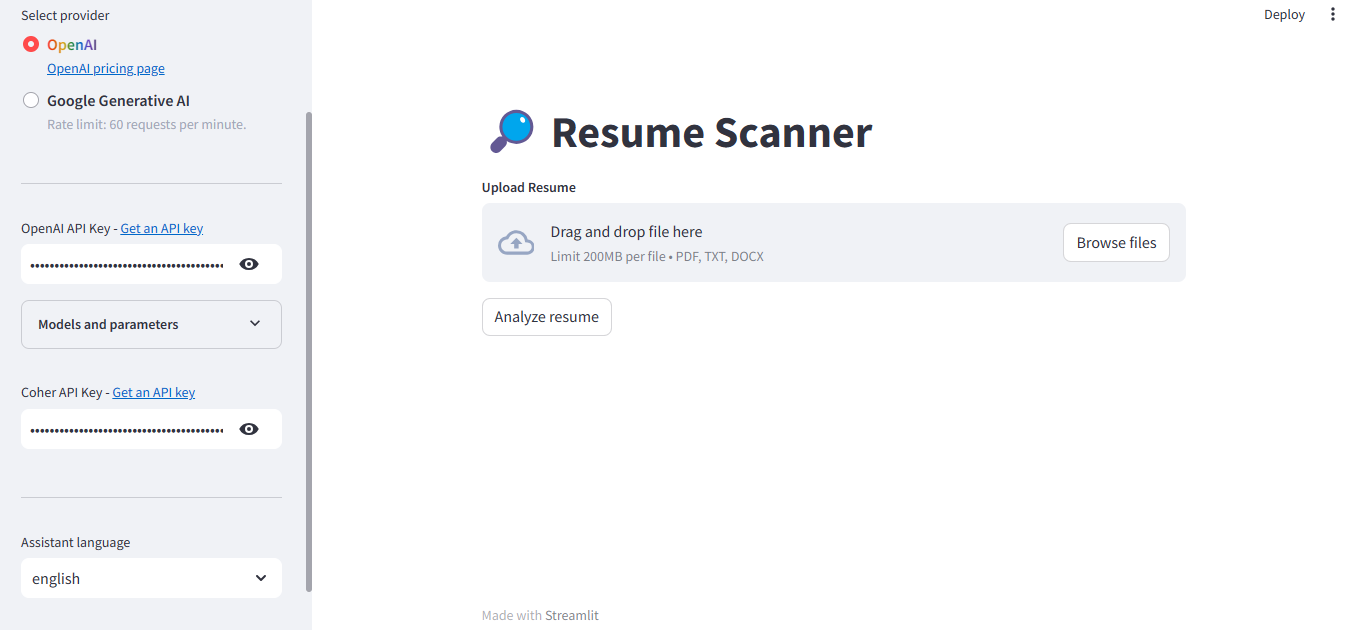 Select provider
OpenAI
OpenAI pricing page
Google Generative AI
Rate limit: 60 requests per minute.
OpenAI API Key - Get an API key
Models and parameters
Coher API Key - Get an API key
Assistant language
english
Deploy
Resume Scanner
Upload Resume
Drag and drop file here
Limit 200MB per file • PDF, TXT, DOCX
Browse files
Analyze resume
Made with Streamlit